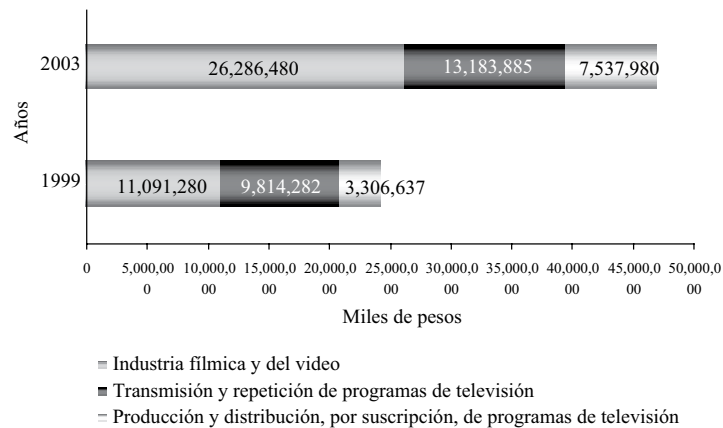 Años
2003
26,286,480 13,183,885 7,537,980
1999
11,091,280 9,814,282 3,306,637
0 5,000,00 10,000,0 15,000,0 20,000,0 25,000,0 30,000,0 35,000,0 40,000,0 45,000,0 50,000,0
0 00 00 00 00 00 00 00 00 00
Miles de pesos
Industria fílmica y del video
Transmisión y repetición de programas de televisión
Producción y distribución, por suscripción, de programas de televisión